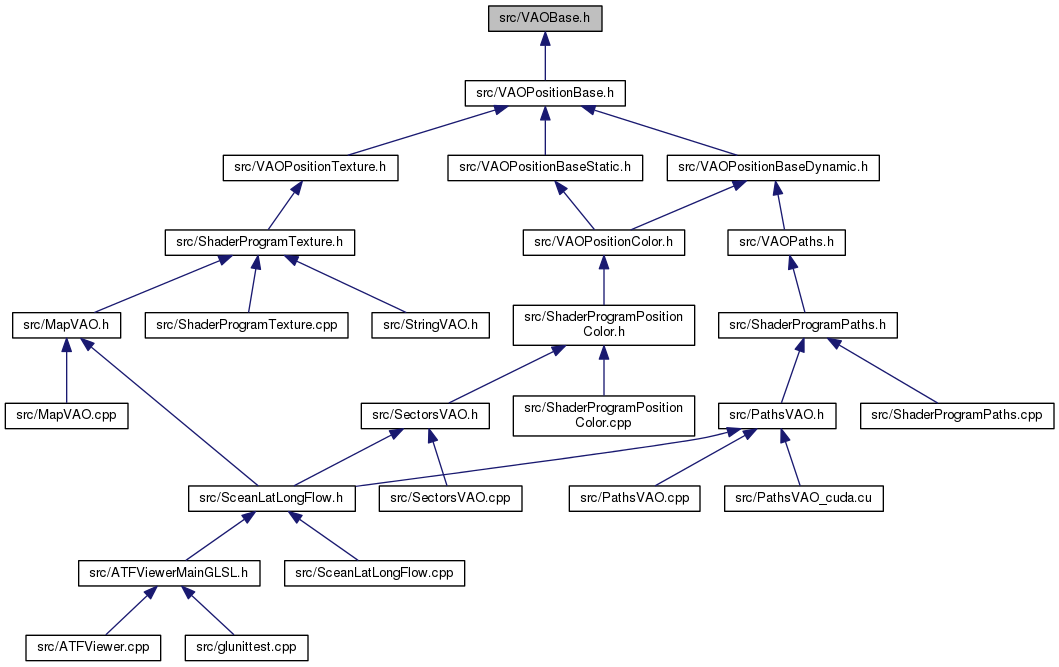 src/VAOBase.h
src/VAOPositionBase.h
src/VAOPositionTexture.h
src/VAOPositionBaseStatic.h
src/VAOPositionBaseDynamic.h
src/ShaderProgramTexture.h
src/VAOPositionColor.h
src/VAOPaths.h
src/MapVAO.h
src/ShaderProgramTexture.cpp
src/StringVAO.h
src/ShaderProgramPosition
Color.h
src/ShaderProgramPaths.h
src/MapVAO.cpp
src/SectorsVAO.h
src/ShaderProgramPosition
Color.cpp
src/PathsVAO.h
src/ShaderProgramPaths.cpp
src/SceanLatLongFlow.h
src/SectorsVAO.cpp
src/PathsVAO.cpp
src/PathsVAO_cuda.cu
src/ATFViewerMainGLSL.h
src/SceanLatLongFlow.cpp
src/ATFViewer.cpp
src/glunittest.cpp